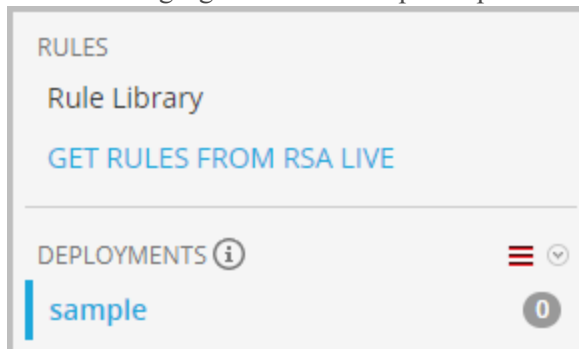 RULES
Rule Library
GET RULES FROM RSA LIVE
DEPLOYMENTS i
sample 0